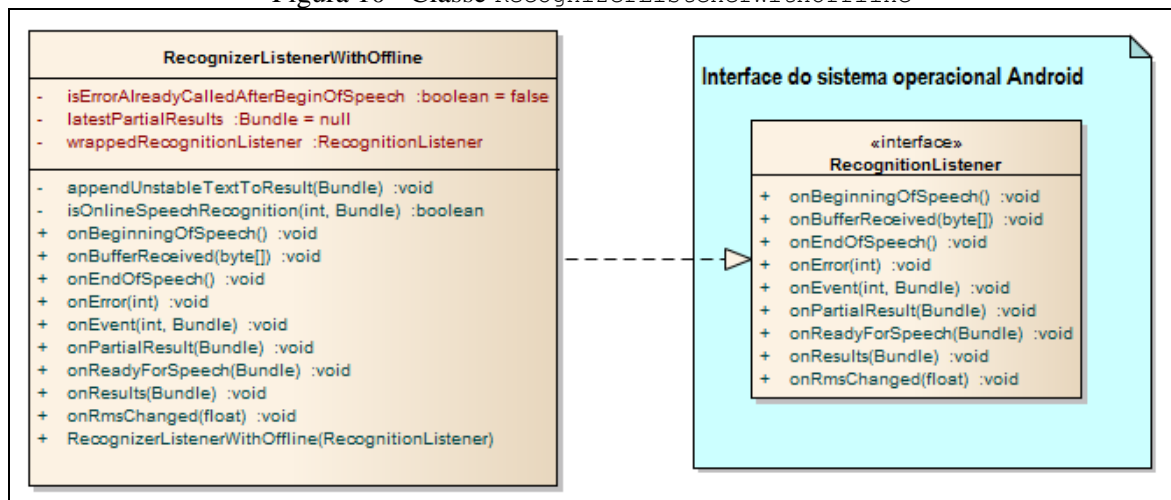 RecognizerListenerWithOffline
- isErrorAlreadyCalledAfterBeginOfSpeech :boolean = false
- latestPartialResults :Bundle = null
- wrappedRecognitionListener :RecognitionListener
- appendUnstableTextToResult(Bundle) :void
- isOnlineSpeechRecognition(int, Bundle) :boolean
+ onBeginningOfSpeech() :void
+ onBufferReceived(byte[]) :void
+ onEndOfSpeech() :void
+ onError(int) :void
+ onEvent(int, Bundle) :void
+ onPartialResult(Bundle) :void
+ onReadyForSpeech(Bundle) :void
+ onResults(Bundle) :void
+ onRmsChanged(float) :void
+ RecognizerListenerWithOffline(RecognitionListener)
Interface do sistema operacional Android
«interface»
RecognitionListener
+ onBeginningOfSpeech() :void
+ onBufferReceived(byte[]) :void
+ onEndOfSpeech() :void
+ onError(int) :void
+ onEvent(int, Bundle) :void
+ onPartialResult(Bundle) :void
+ onReadyForSpeech(Bundle) :void
+ onResults(Bundle) :void
+ onRmsChanged(float) :void